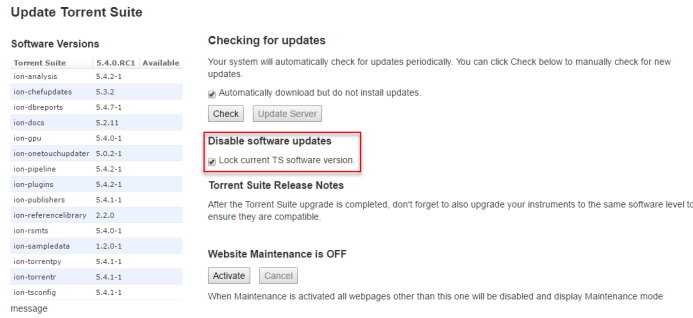 Update Torrent Suite
Software Versions
Torrent Suite 5.4.0.RC1 Available
ion-analysis 5.4.2-1
ion-chefupdates 5.3.2
ion-dbreports 5.4.7-1
ion-docs 5.2.11
ion-gpu 5.4.0-1
ion-onetouchupdater 5.0.2-1
ion-pipeline 5.4.2-1
ion-plugins 5.4.2-1
ion-publishers 5.4.1-1
ion-referencelibrary 2.2.0
ion-rsmts 5.4.0-1
ion-sampledata 1.2.0-1
ion-torrentpy 5.4.1-1
ion-torrentr 5.4.1-1
ion-tsconfig 5.4.1-1
message
Checking for updates
Your system will automatically check for updates periodically. You can click Check below to manually check for new
updates.
Automatically download but do not install updates.
Check Update Server
Disable software updates
Lock current TS software version.
Torrent Suite Release Notes
After the Torrent Suite upgrade is completed, don't forget to also upgrade your instruments to the same software level to
ensure they are compatible.
Website Maintenance is OFF
Activate Cancel
When Maintenance is activated all webpages other than this one will be disabled and display Maintenance mode